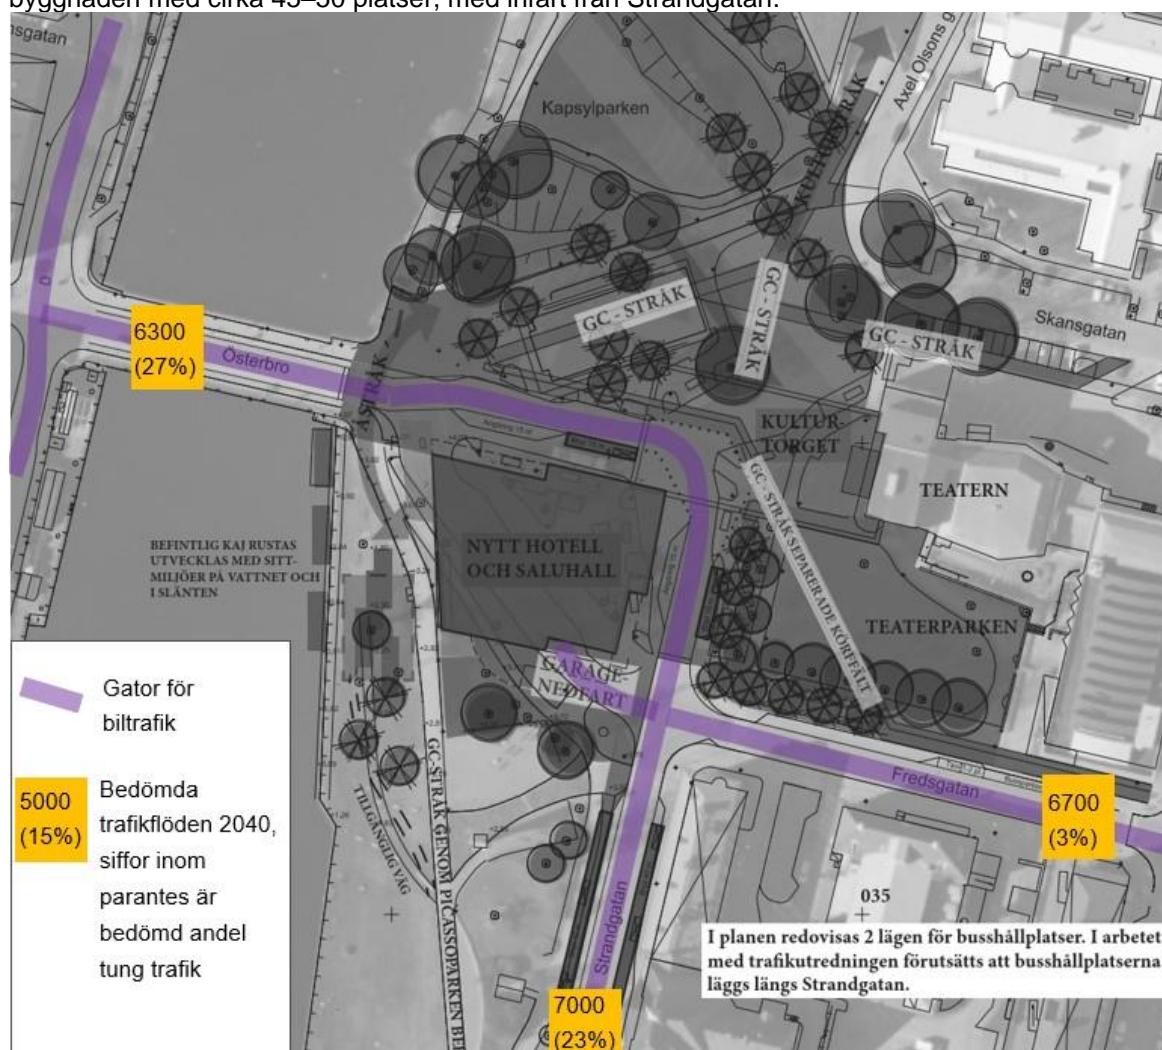 byggnaden med cirka 45–50 platser, med infart från Strandgatan.
Kapsylparken
Axel Olsons g
KULTURSTRÅK
6300
(27%)
Österbro
GC - STRÅK
GC - STRÅK
GC - STRÅK
Skansgatan
ÅSTRÅK
KULTUR-
TORGET
TEATERN
GC - STRÅK SEPARERADE KÖRFFÄLT
BEFINTLIG KAJ RUSTAS
UTVECKLAS MED SITT-
MILJÖER PÅ VATTNET OCH
I SLÄNTEN
NYTT HOTELL
OCH SALUHALL
TEATERPARKEN
GARAGE-
NEDFART
Fredsgatan
6700
(3%)
TILLGÄNGLIG VÄG
GC-STRÅK GENOM PICASSOPARKEN BE
Strandgatan
7000
(23%)
035
I planen redovisas 2 lägen för busshållplatser. I arbetet
med trafikutredningen förutsätts att busshållplatserna
läggs längs Strandgatan.
Gator för
biltrafik
5000
(15%)
Bedömda
trafikflöden 2040,
siffor inom
parantes är
bedömd andel
tung trafik